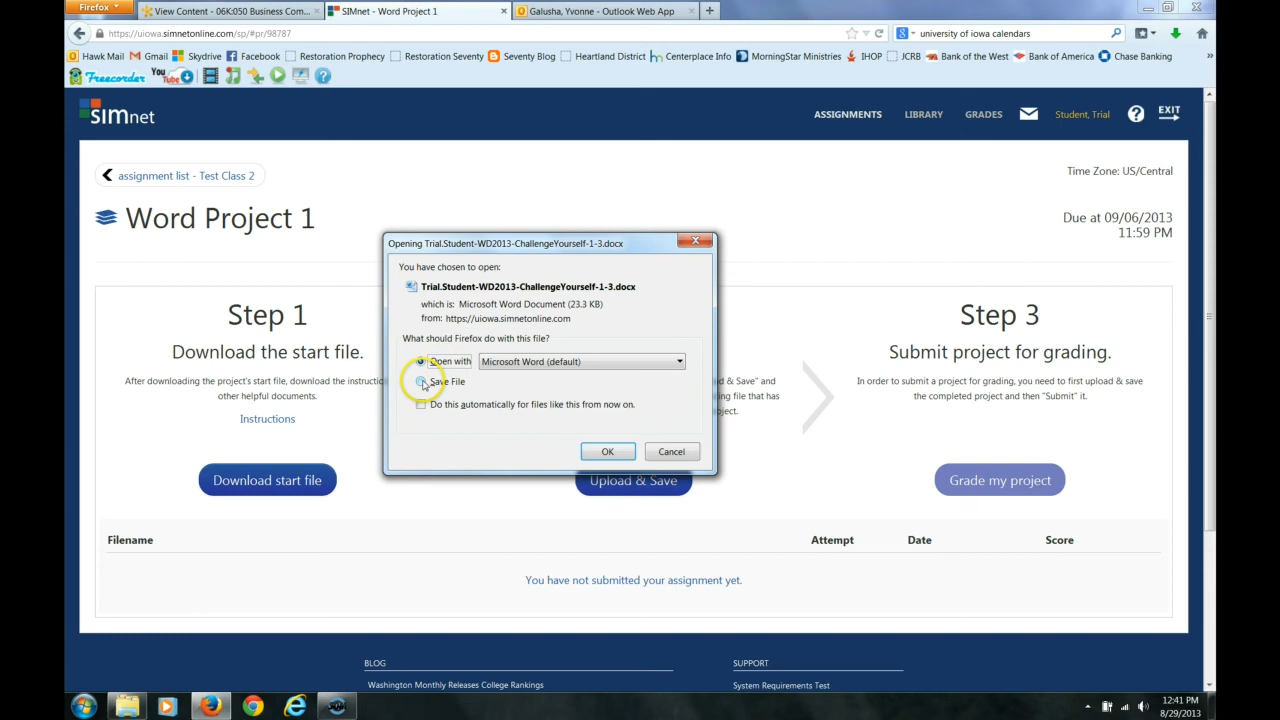 Firefox
View Content - 06K:050 Business Com...
SIMnet - Word Project 1
Galusha, Yvonne - Outlook Web App
https://uiowa.simnetonline.com/sp/#pr/98787
university of iowa calendars
Hawk Mail
Gmail
Skydrive
Facebook
Restoration Prophecy
Restoration Seventy
Seventy Blog
Heartland District
Centerplace Info
MorningStar Ministries
IHOP
JCRB
Bank of the West
Bank of America
Chase Banking
Freecorder
You
Tube
SIMnet
ASSIGNMENTS
LIBRARY
GRADES
Student, Trial
EXIT
assignment list - Test Class 2
Time Zone: US/Central
Word Project 1
Due at 09/06/2013
11:59 PM
Opening Trial.Student-WD2013-ChallengeYourself-1-3.docx
You have chosen to open:
Trial.Student-WD2013-ChallengeYourself-1-3.docx
which is: Microsoft Word Document (23.3 KB)
from: https://uiowa.simnetonline.com
What should Firefox do with this file?
Open with
Microsoft Word (default)
Save File
Do this automatically for files like this from now on.
OK
Cancel
Step 1
Download the start file.
After downloading the project's start file, download the
other helpful documents.
Instructions
Download start file
& Save" and
file that has
Upload & Save
Step 3
Submit project for grading.
In order to submit a project for grading, you need to first upload & save
the completed project and then "Submit" it.
Grade my project
Filename
Attempt
Date
Score
You have not submitted your assignment yet.
BLOG
Washington Monthly Releases College Rankings
SUPPORT
System Requirements Test
12:41 PM
8/29/2013